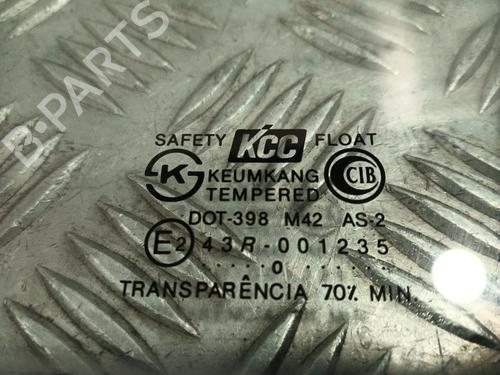 B-PARTS
SAFETY KCC FLOAT
KEUMKANG
TEMPERED
CIB
DOT-398 M42 AS-2
E2 43R-001235
....0......
TRANSPARÊNCIA 70% MIN.